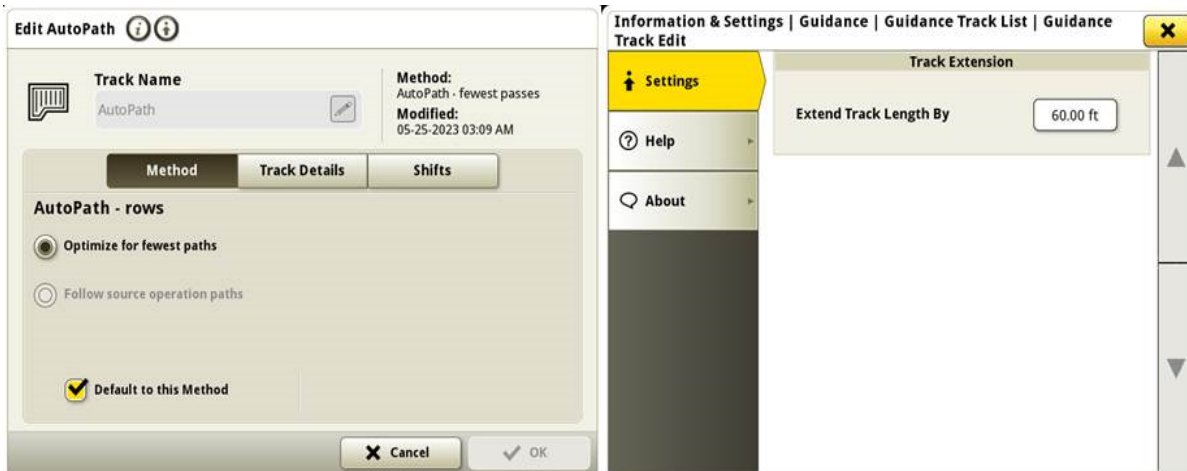 Edit AutoPath
Track Name
AutoPath
Method:
AutoPath - fewest passes
Modified:
05-25-2023 03:09 AM
Method
Track Details
Shifts
AutoPath - rows
Optimize for fewest paths
Follow source operation paths
Default to this Method
Cancel
OK
Information & Settings | Guidance | Guidance Track List | Guidance
Track Edit
Settings
Help
About
Track Extension
Extend Track Length By
60.00 ft